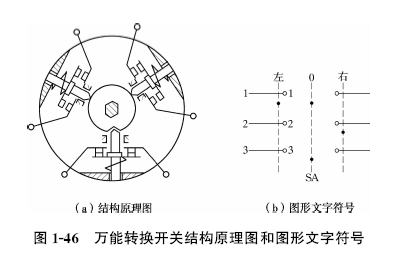 左 0 右
1 1
2 2
3 3
SA
(a)结构原理图 (b)图形文字符号
图 1-46 万能转换开关结构原理图和图形文字符号